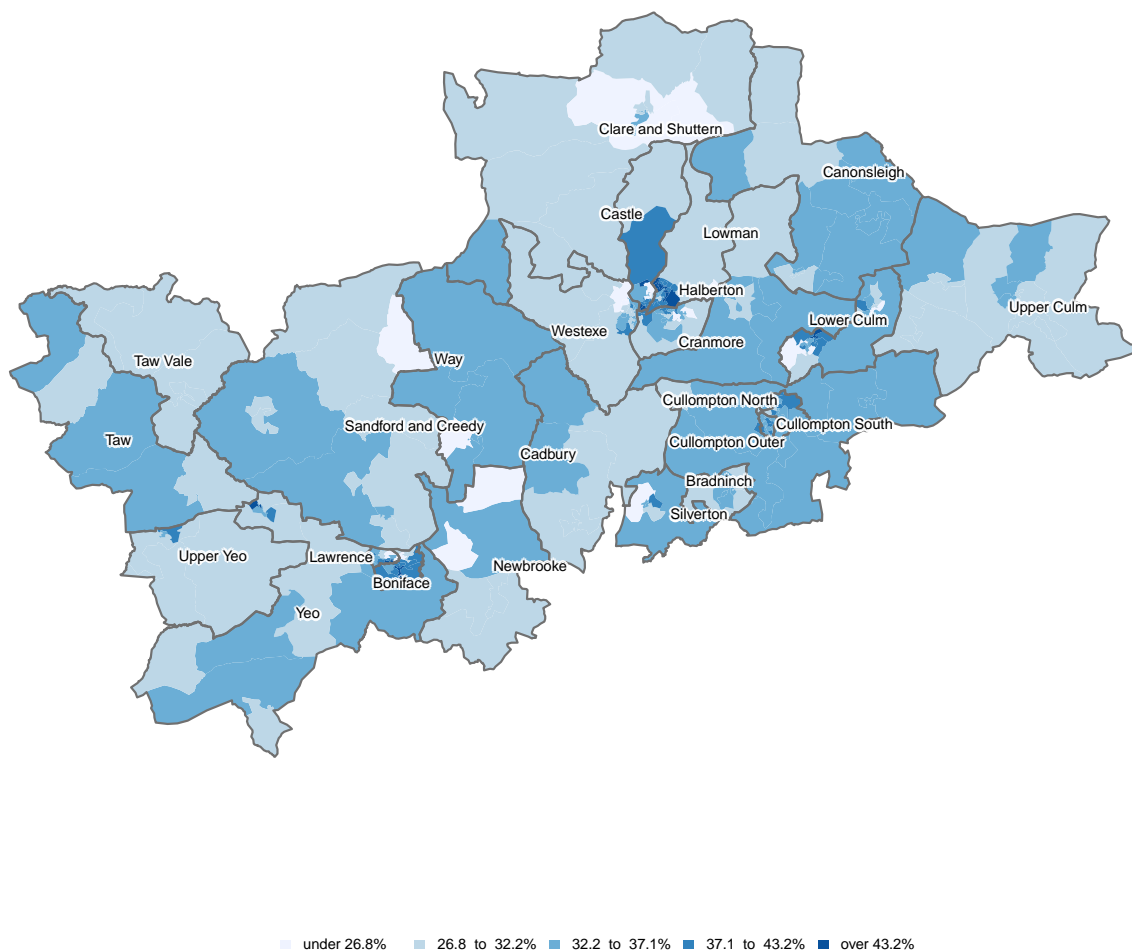 Clare and Shuttern
Canonsleigh
Castle
Lowman
Halberton
Upper Culm
Lower Culm
Westexe
Cranmore
Way
Taw Vale
Cullompton North
Sandford and Creedy
Cullompton South
Taw
Cullompton Outer
Cadbury
Bradninch
Silverton
Upper Yeo
Lawrence
Newbrooke
Boniface
Yeo
under 26.8% 26.8 to 32.2% 32.2 to 37.1% 37.1 to 43.2% over 43.2%